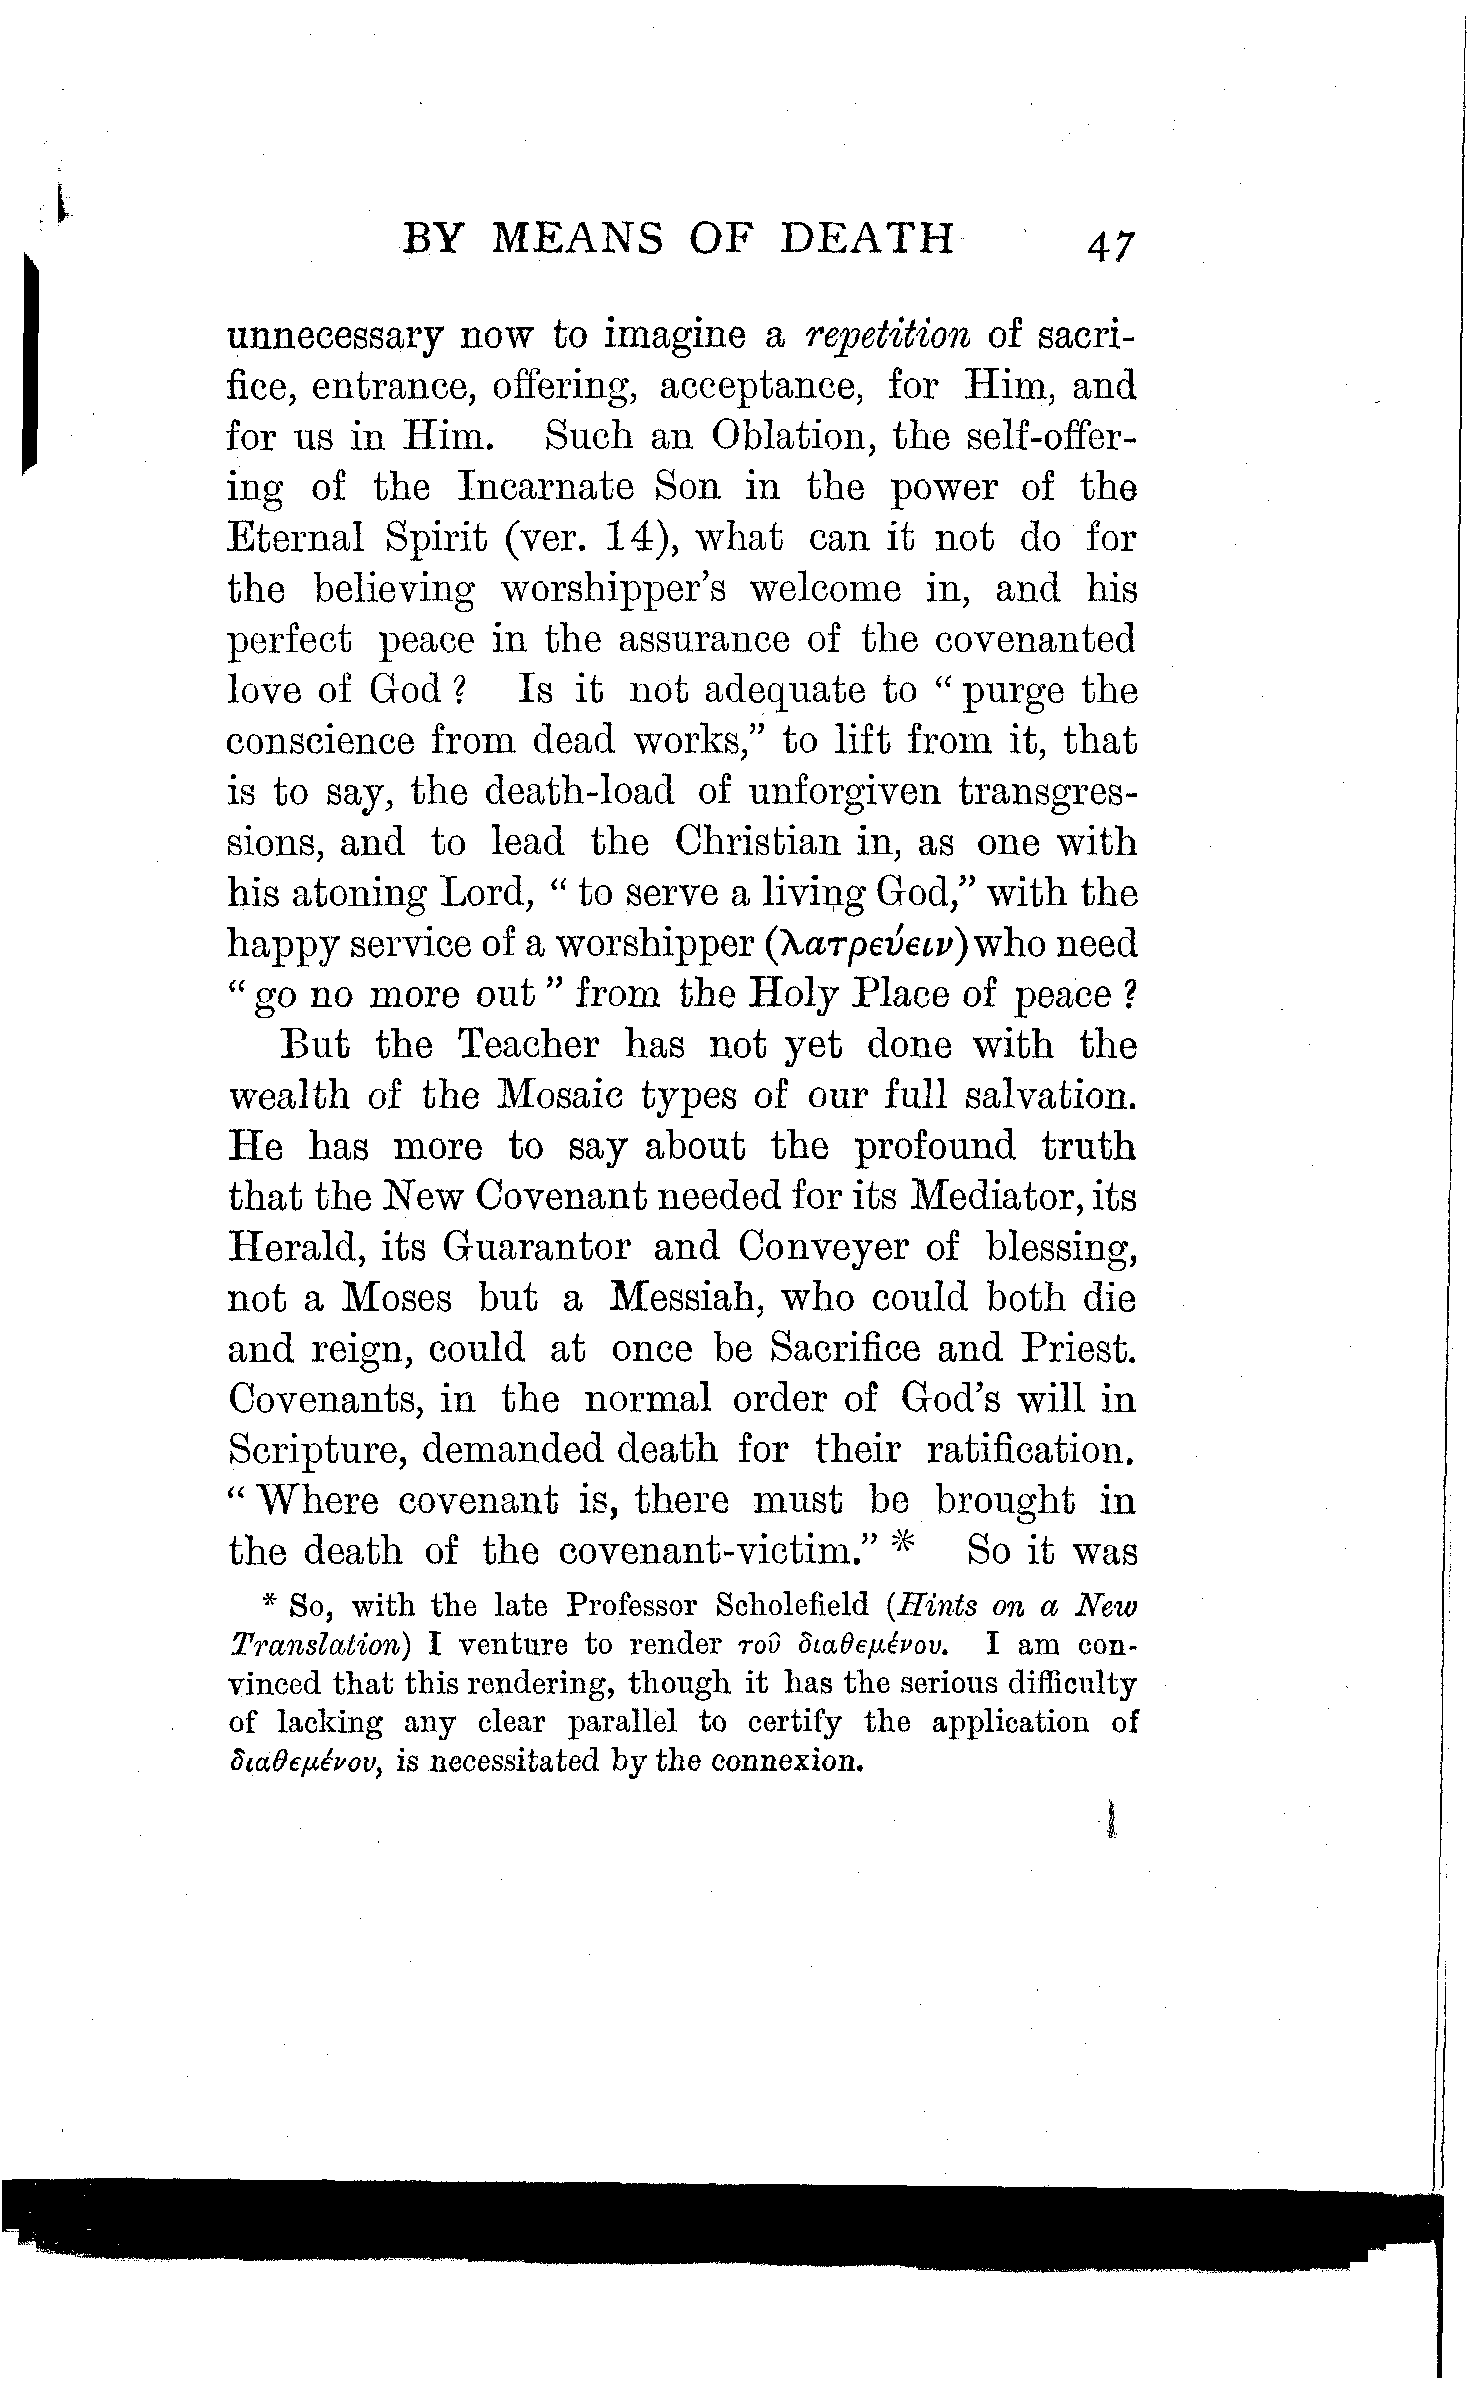 BY MEANS OF DEATH 47
unnecessary now to imagine a repetition of sacri-
fice, entrance, offering, acceptance, for Him, and
for us in Him. Such an Oblation, the self-offer-
ing of the Incarnate Son in the power of the
Eternal Spirit (ver. 14), what can it not do for
the believing worshipper's welcome in, and his
perfect peace in the assurance of the covenanted
love of God? Is it not adequate to "purge the
conscience from dead works," to lift from it, that
is to say, the death-load of unforgiven transgres-
sions, and to lead the Christian in, as one with
his atoning Lord, "to serve a living God," with the
happy service of a worshipper (λατρεύειν) who need
"go no more out" from the Holy Place of peace?
But the Teacher has not yet done with the
wealth of the Mosaic types of our full salvation.
He has more to say about the profound truth
that the New Covenant needed for its Mediator, its
Herald, its Guarantor and Conveyer of blessing,
not a Moses but a Messiah, who could both die
and reign, could at once be Sacrifice and Priest.
Covenants, in the normal order of God's will in
Scripture, demanded death for their ratification.
"Where covenant is, there must be brought in
the death of the covenant-victim." * So it was
* So, with the late Professor Scholefield (Hints on a New
Translation) I venture to render τοῦ διαθεμένου. I am con-
vinced that this rendering, though it has the serious difficulty
of lacking any clear parallel to certify the application of
διαθεμένου, is necessitated by the connexion.